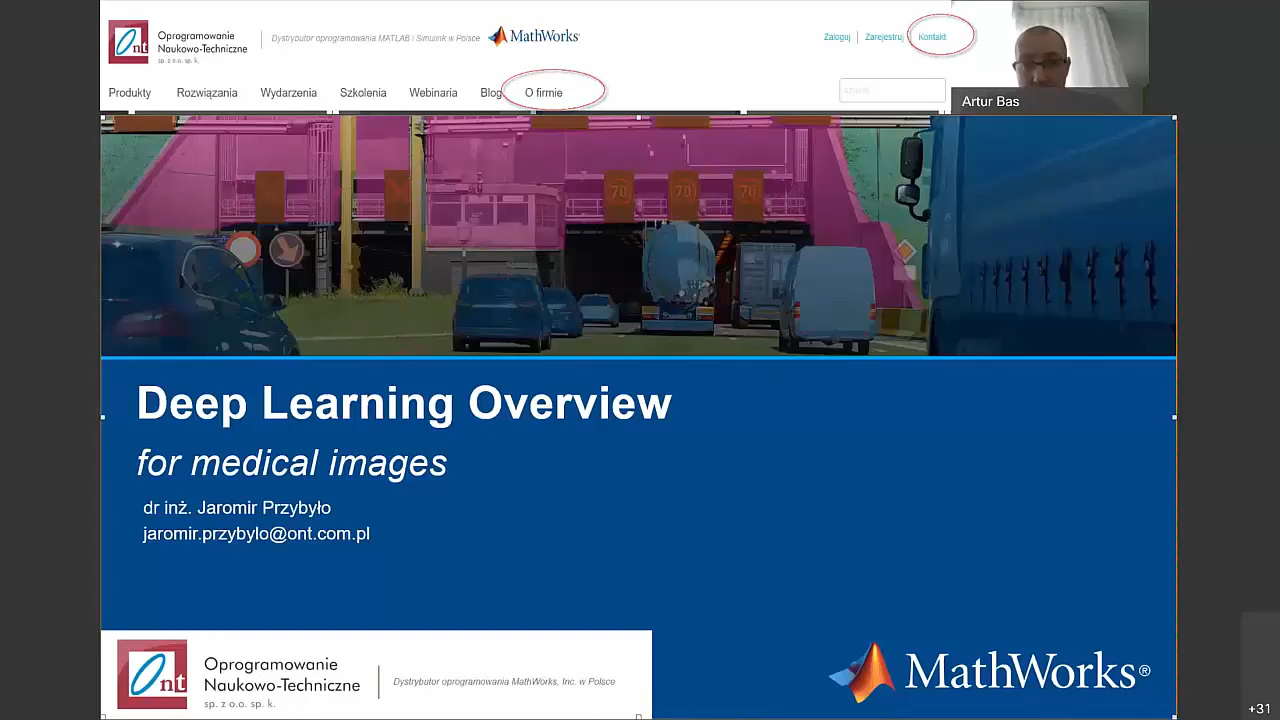 Ont
Oprogramowanie
Naukowo-Techniczne
sp. z o.o. sp. k.
Dystrybutor oprogramowania MATLAB i Simulink w Polsce
MathWorks®
Zaloguj
Zarejestruj
Kontakt
Produkty
Rozwiązania
Wydarzenia
Szkolenia
Webinaria
Blog
O firmie
Artur Bas
70
70
70
Deep Learning Overview
for medical images
dr inż. Jaromir Przybyło
jaromir.przybylo@ont.com.pl
Ont
Oprogramowanie
Naukowo-Techniczne
sp. z o.o. sp. k.
Dystrybutor oprogramowania MathWorks, Inc. w Polsce
MathWorks®
+31